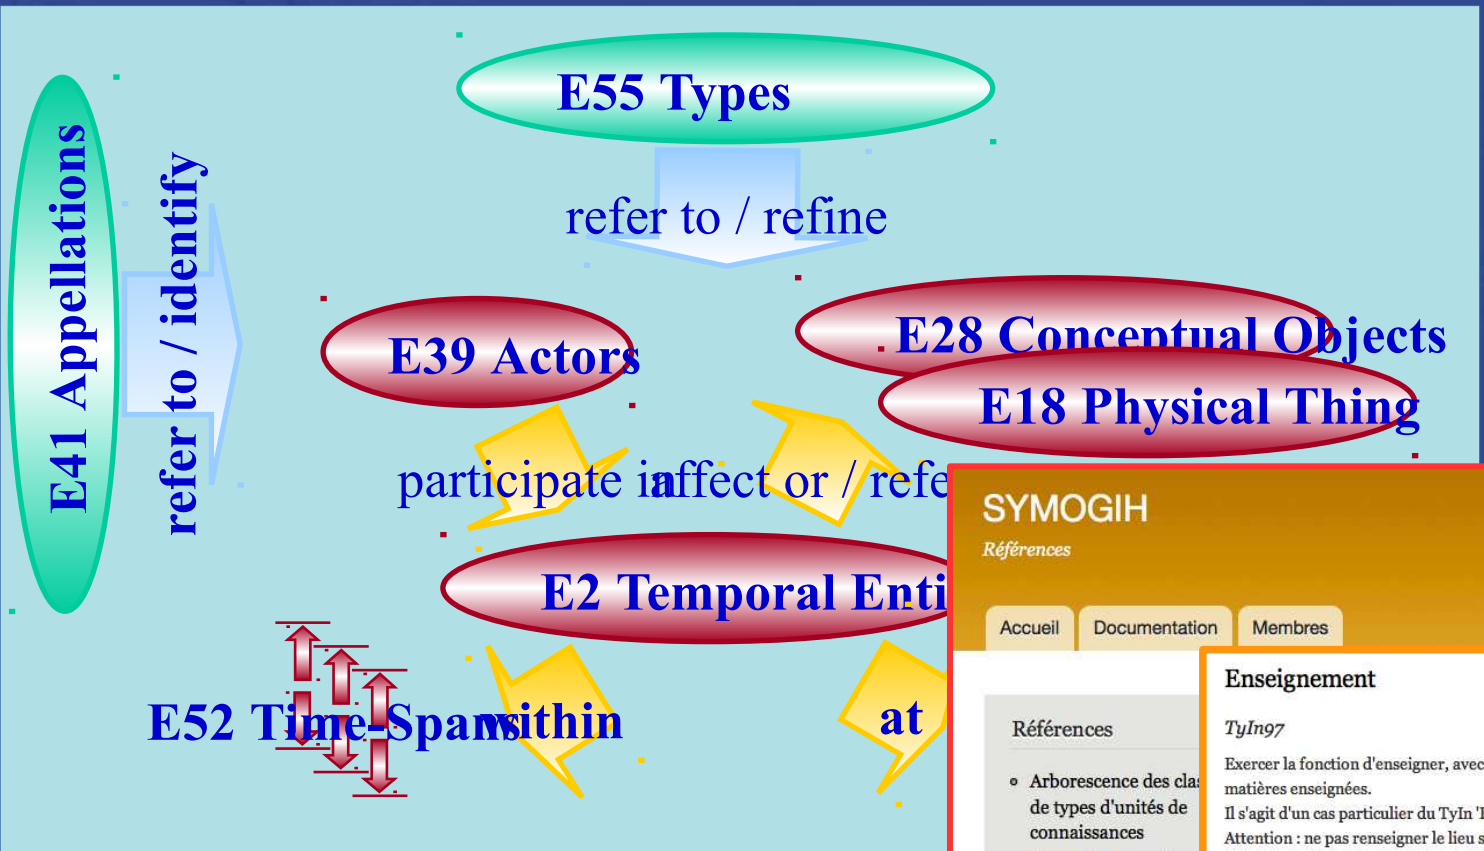 E55 Types
refer to / refine
E41 Appellations
refer to / identify
E39 Actors
E28 Conceptual Objects
E18 Physical Thing
participate in
affect or / refe
E2 Temporal Enti
E52 Time-Spans
within
at
SYMOGIH
Références
Accueil
Documentation
Membres
Références
Arborescence des clas
de types d'unités de
connaissances
Enseignement
TyIn97
Exercer la fonction d'enseigner, avec
matières enseignées.
Il s'agit d'un cas particulier du TyIn
Attention : ne pas renseigner le lieu s